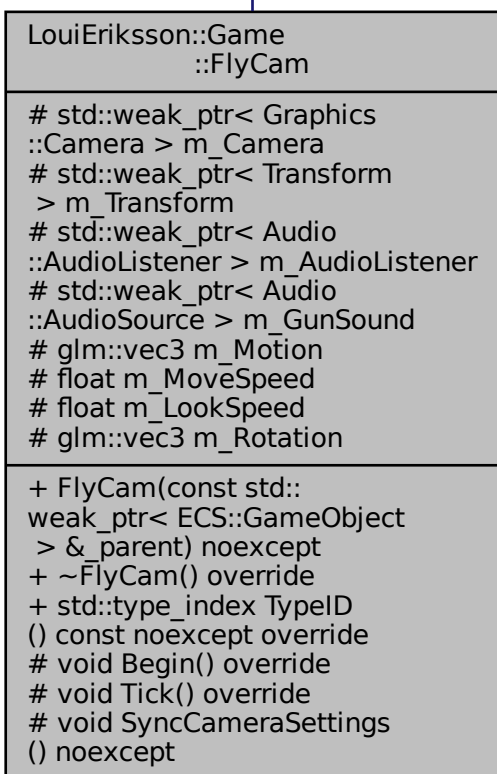 LouiEriksson::Game
::FlyCam
# std::weak_ptr< Graphics
::Camera > m_Camera
# std::weak_ptr< Transform
 > m_Transform
# std::weak_ptr< Audio
::AudioListener > m_AudioListener
# std::weak_ptr< Audio
::AudioSource > m_GunSound
# glm::vec3 m_Motion
# float m_MoveSpeed
# float m_LookSpeed
# glm::vec3 m_Rotation
+ FlyCam(const std::
weak_ptr< ECS::GameObject
 > &_parent) noexcept
+ ~FlyCam() override
+ std::type_index TypeID
() const noexcept override
# void Begin() override
# void Tick() override
# void SyncCameraSettings
() noexcept